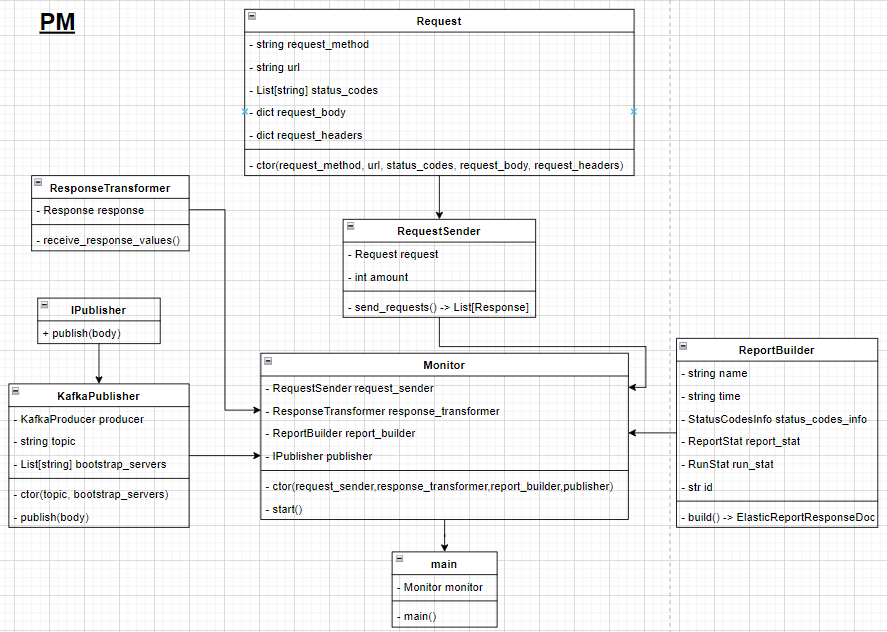 PM
Request
- string request_method
- string url
- List[string] status_codes
- dict request_body
- dict request_headers
- ctor(request_method, url, status_codes, request_body, request_headers)
ResponseTransformer
- Response response
- receive_response_values()
RequestSender
- Request request
- int amount
- send_requests() -> List[Response]
IPublisher
+ publish(body)
KafkaPublisher
- KafkaProducer producer
- string topic
- List[string] bootstrap_servers
- ctor(topic, bootstrap_servers)
- publish(body)
Monitor
- RequestSender request_sender
- ResponseTransformer response_transformer
- ReportBuilder report_builder
- IPublisher publisher
- ctor(request_sender,response_transformer,report_builder,publisher)
- start()
ReportBuilder
- string name
- string time
- StatusCodesInfo status_codes_info
- ReportStat report_stat
- RunStat run_stat
- str id
- build() -> ElasticReportResponseDoc
main
- Monitor monitor
- main()